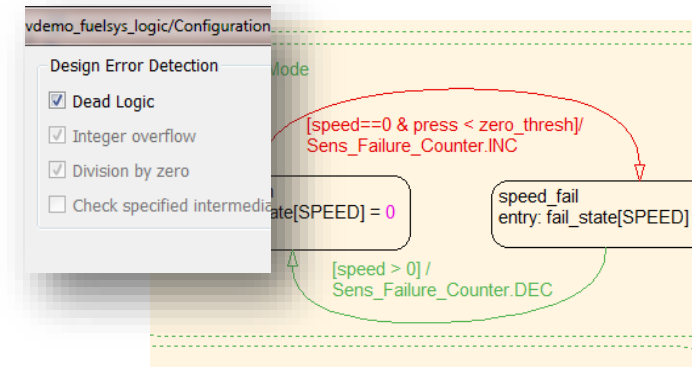 vdemo_fuelsys_logic/Configuration
Design Error Detection
Dead Logic
Integer overflow
Division by zero
Check specified intermedia
Mode
[speed==0 & press < zero_thresh]/
Sens_Failure_Counter.INC
ate[SPEED] = 0
speed_fail
entry: fail_state[SPEED]
[speed > 0] /
Sens_Failure_Counter.DEC